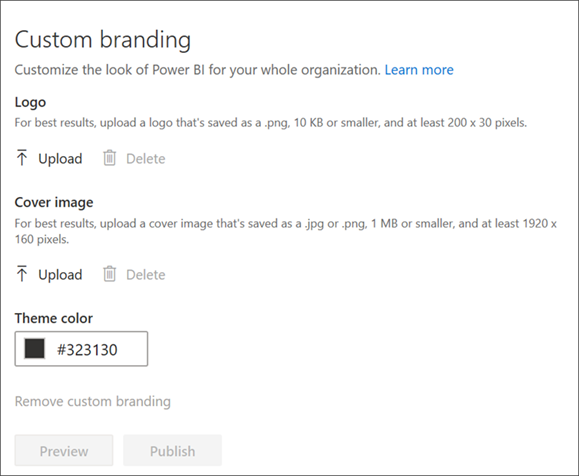 Custom branding
Customize the look of Power BI for your whole organization. Learn more
Logo
For best results, upload a logo that's saved as a .png, 10 KB or smaller, and at least 200 x 30 pixels.
Upload Delete
Cover image
For best results, upload a cover image that's saved as a .jpg or .png, 1 MB or smaller, and at least 1920 x
160 pixels.
Upload Delete
Theme color
#323130
Remove custom branding
Preview Publish